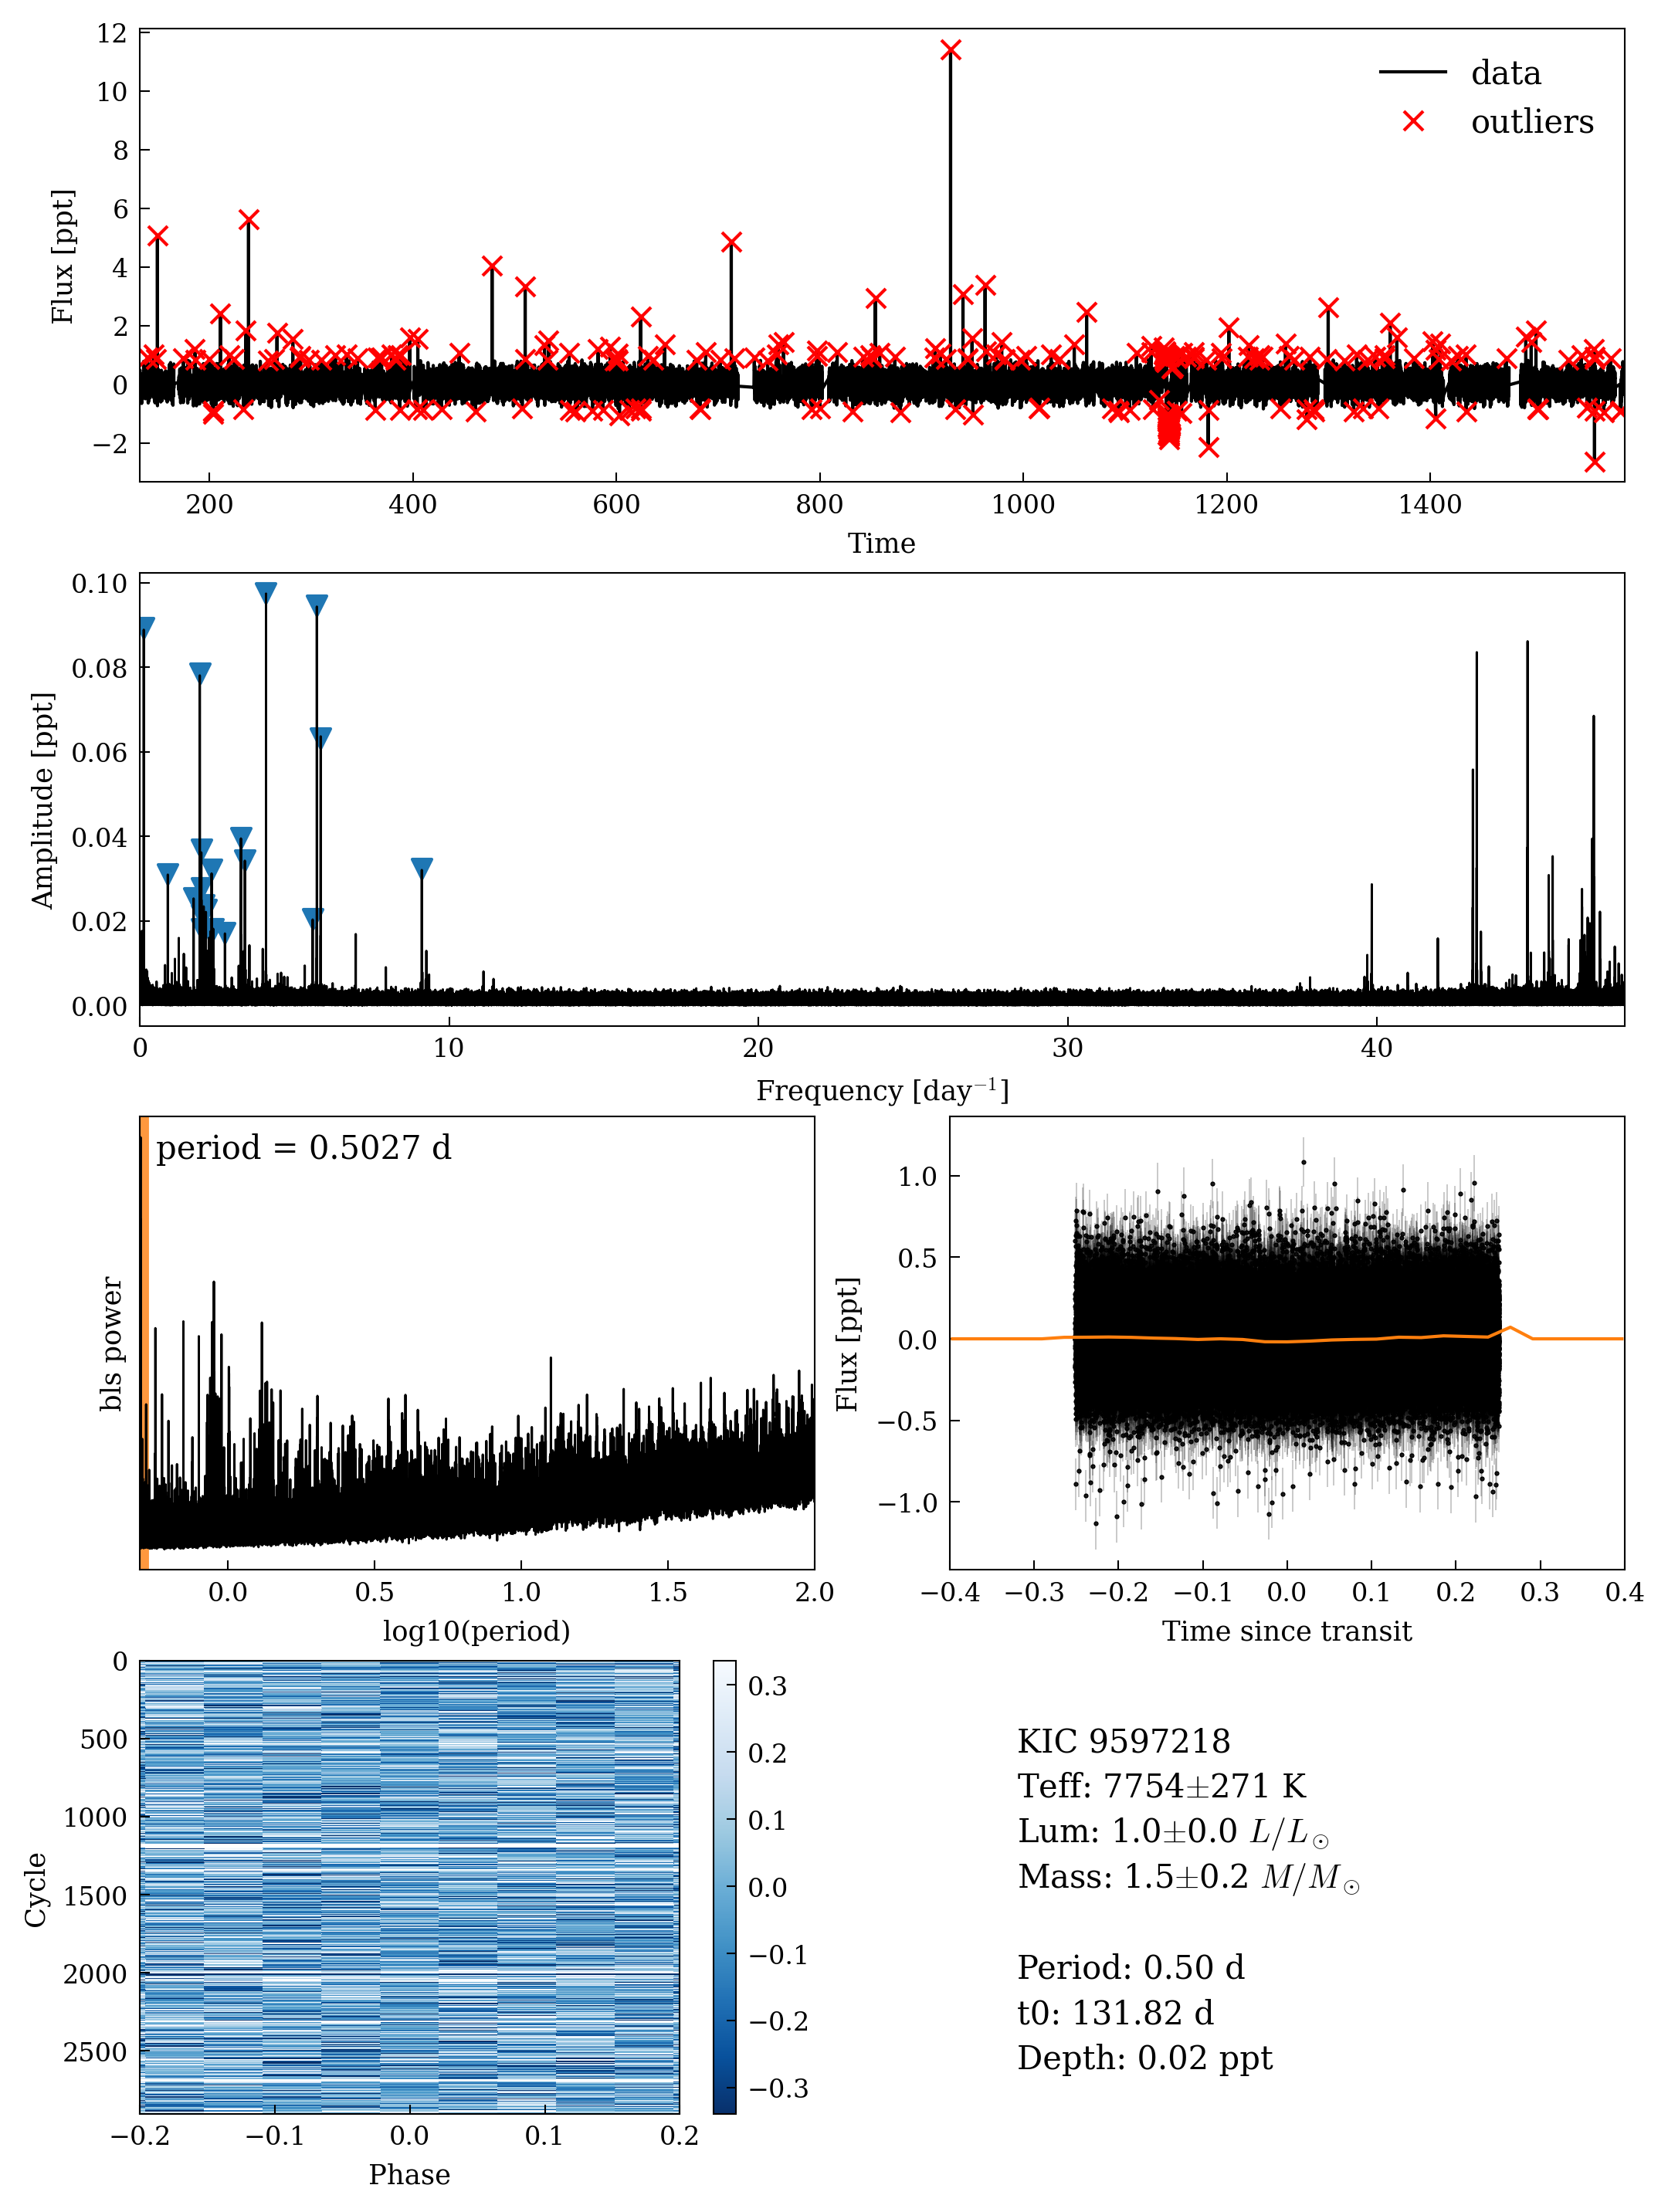 12
10
8
6
4
2
0
−2
Flux [ppt]
data
outliers
200 400 600 800 1000 1200 1400
Time
0.10
0.08
0.06
0.04
0.02
0.00
Amplitude [ppt]
0 10 20 30 40
Frequency [day⁻¹]
period = 0.5027 d
bls power
0.0 0.5 1.0 1.5 2.0
log10(period)
1.0
0.5
0.0
−0.5
−1.0
Flux [ppt]
−0.4 −0.3 −0.2 −0.1 0.0 0.1 0.2 0.3 0.4
Time since transit
0
500
1000
1500
2000
2500
Cycle
−0.2 −0.1 0.0 0.1 0.2
Phase
0.3
0.2
0.1
0.0
−0.1
−0.2
−0.3
KIC 9597218
Teff: 7754±271 K
Lum: 1.0±0.0 L/L⊙
Mass: 1.5±0.2 M/M⊙
Period: 0.50 d
t0: 131.82 d
Depth: 0.02 ppt